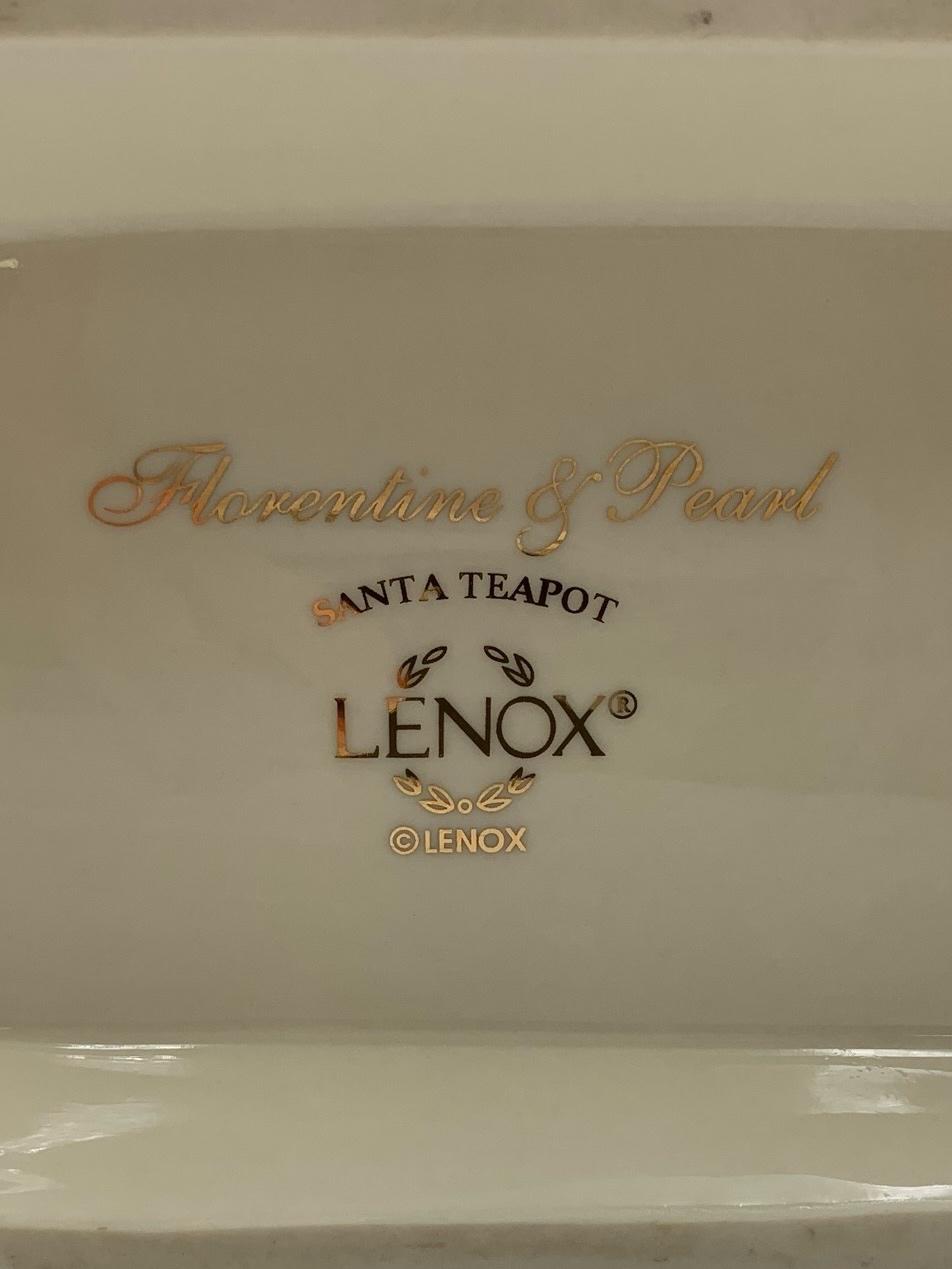 Florentine & Pearl
SANTA TEAPOT
LENOX®
©LENOX